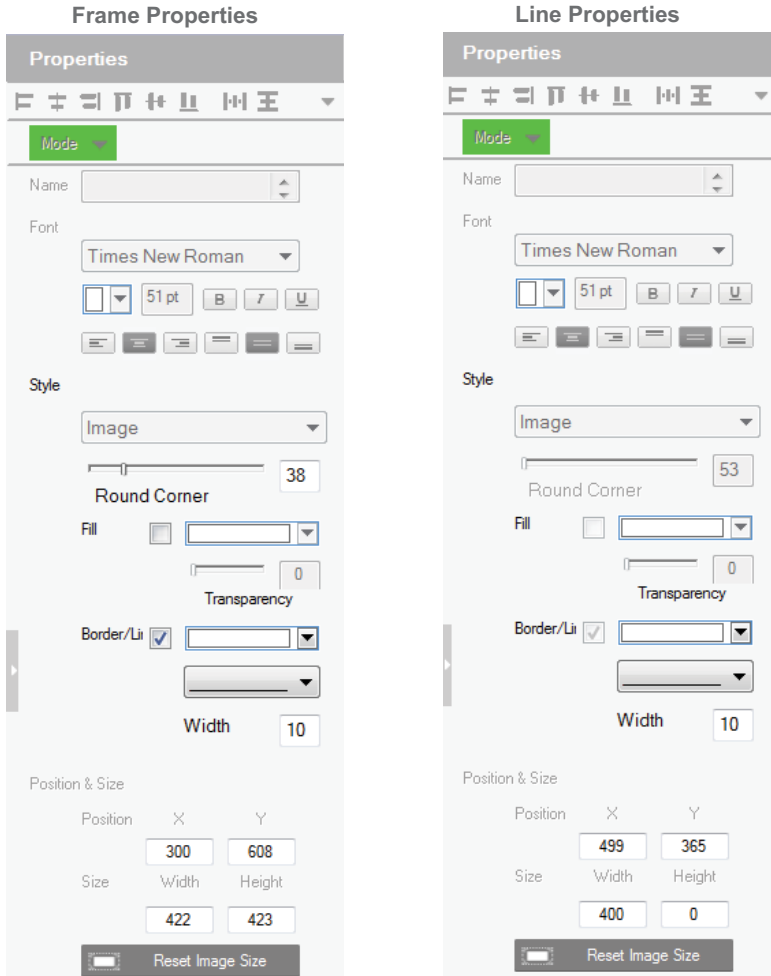 Frame Properties
Properties
Mode
Name
Font
Times New Roman
51 pt
B I U
Style
Image
38
Round Corner
Fill
0
Transparency
Border/Li
Width 10
Position & Size
Position X Y
300 608
Size Width Height
422 423
Reset Image Size
Line Properties
Properties
Mode
Name
Font
Times New Roman
51 pt
B I U
Style
Image
53
Round Corner
Fill
0
Transparency
Border/Li
Width 10
Position & Size
Position X Y
499 365
Size Width Height
400 0
Reset Image Size